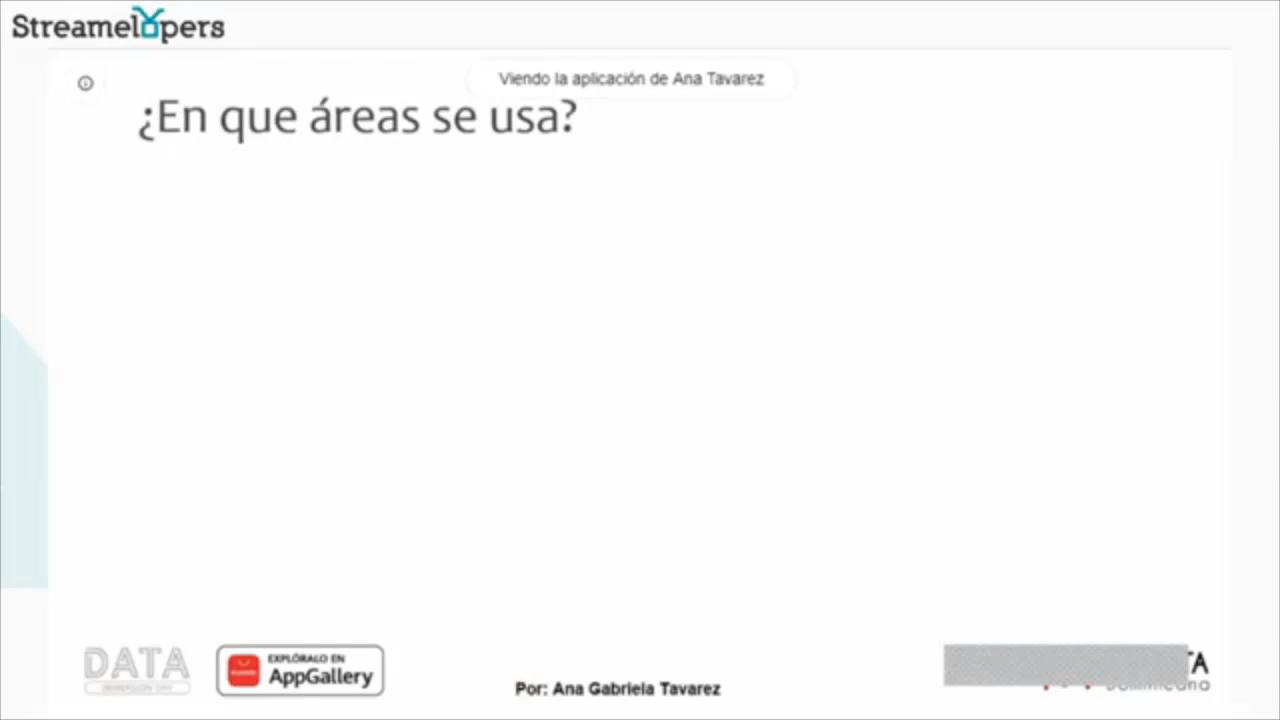 Streamelopers
Viendo la aplicación de Ana Tavarez
¿En que áreas se usa?
DATA
EXPLÓRALO EN
AppGallery
Por: Ana Gabriela Tavarez
TA